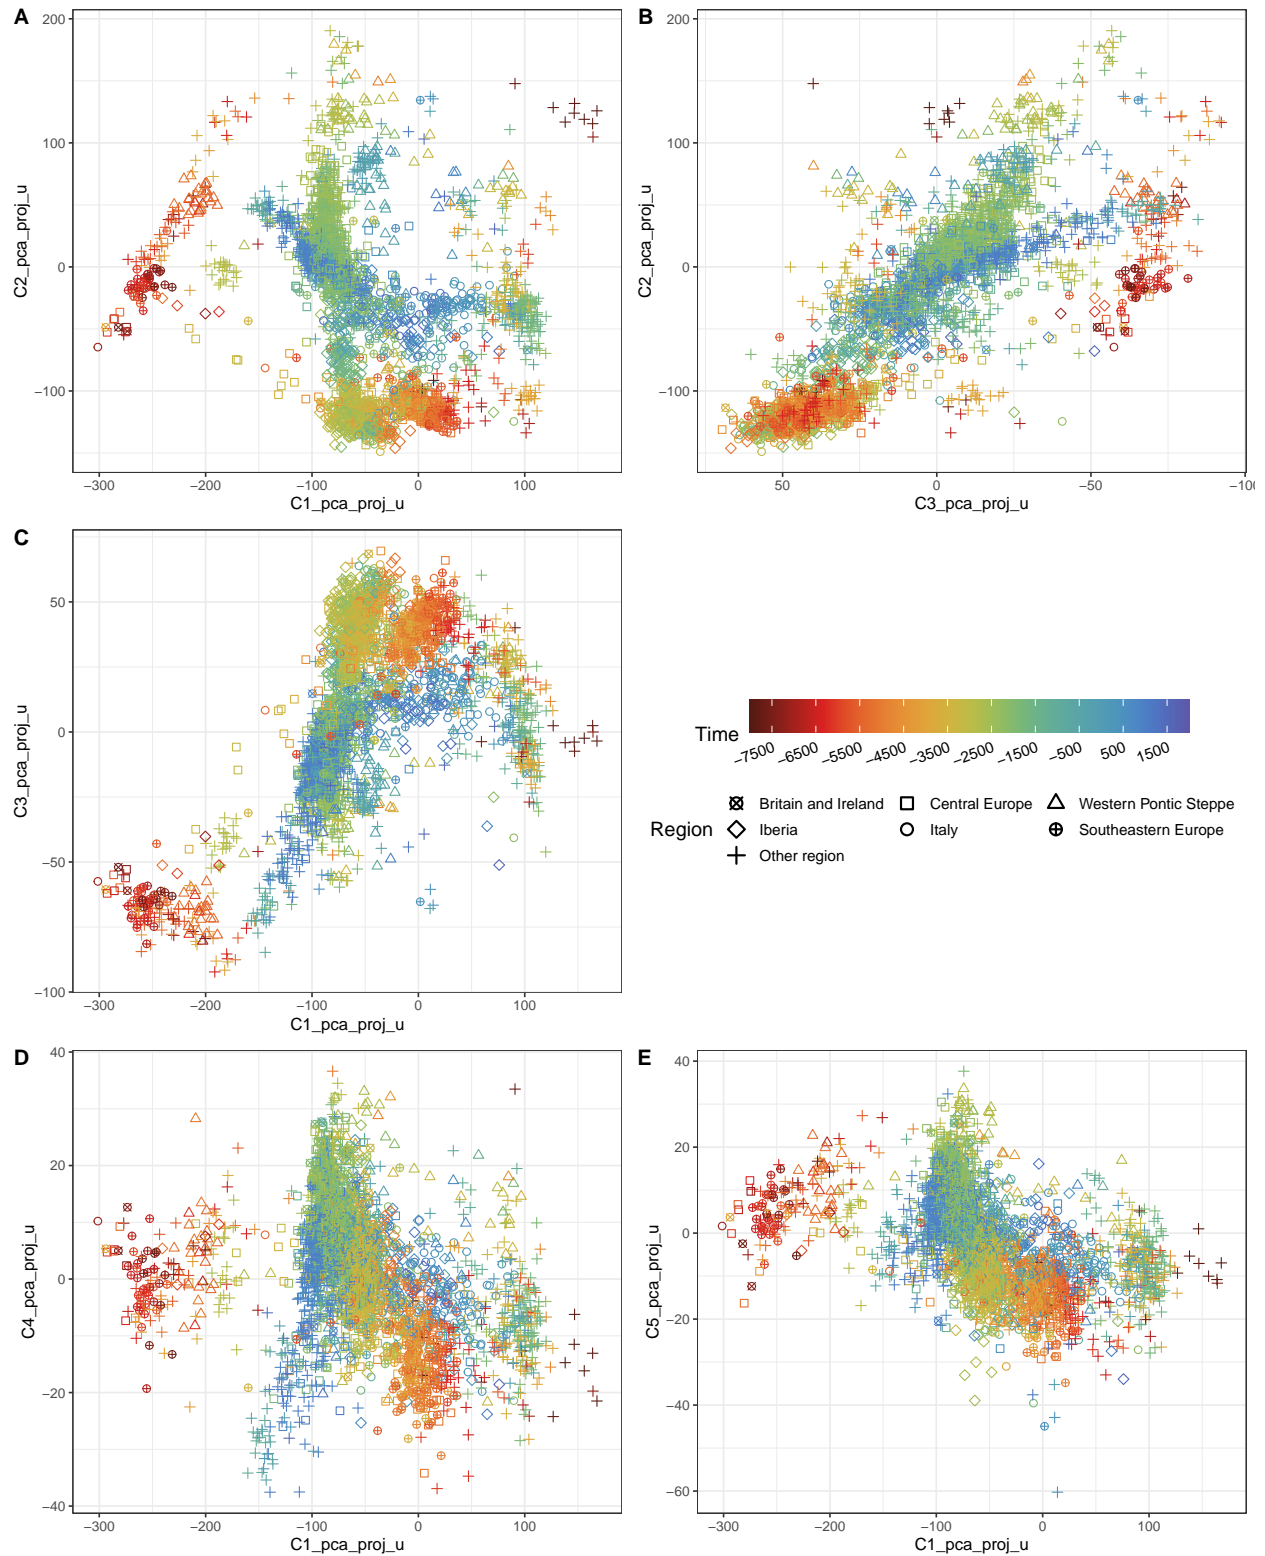 A
B
200
100
0
−100
C2_pca_proj_u
−300
−200
−100
0
100
C1_pca_proj_u
200
100
0
−100
C2_pca_proj_u
50
0
−50
−100
C3_pca_proj_u
C
50
0
−50
−100
C3_pca_proj_u
−300
−200
−100
0
100
C1_pca_proj_u
Time
−7500
−6500
−5500
−4500
−3500
−2500
−1500
−500
500
1500
Region
Britain and Ireland
Central Europe
Western Pontic Steppe
Iberia
Italy
Southeastern Europe
Other region
D
E
40
20
0
−20
−40
C4_pca_proj_u
−300
−200
−100
0
100
C1_pca_proj_u
40
20
0
−20
−40
−60
C5_pca_proj_u
−300
−200
−100
0
100
C1_pca_proj_u